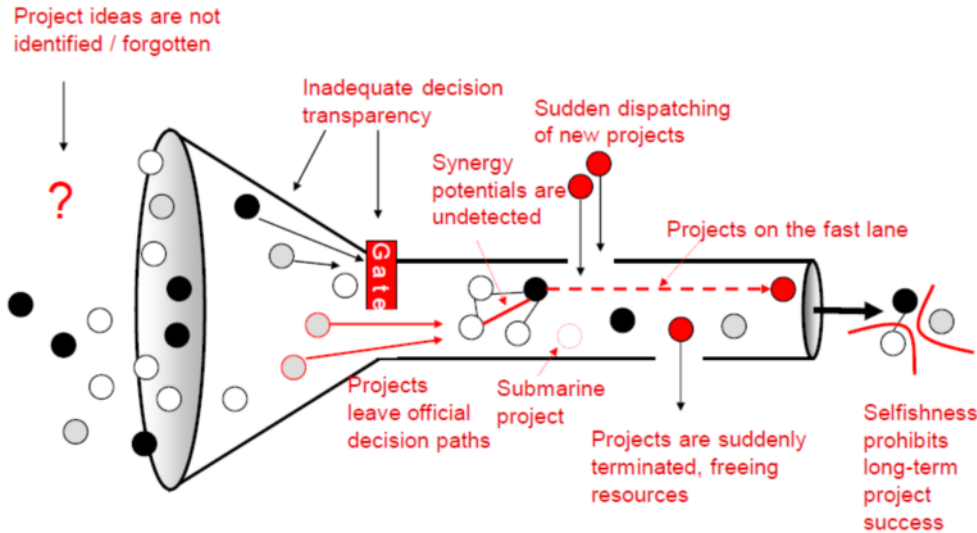 Project ideas are not
identified / forgotten
Inadequate decision
transparency
Sudden dispatching
of new projects
Synergy
potentials are
undetected
Projects on the fast lane
?
Gate
Projects
leave official
decision paths
Submarine
project
Projects are suddenly
terminated, freeing
resources
Selfishness
prohibits
long-term
project
success